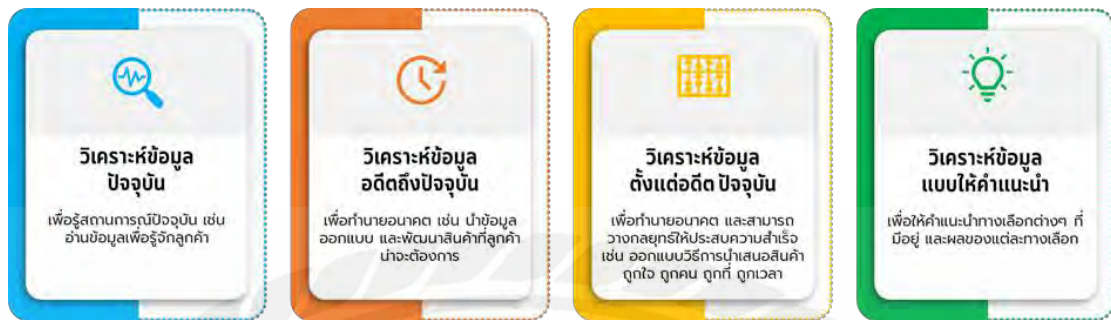 วิเคราะห์ข้อมูล
ปัจจุบัน
เพื่อรู้สถานการณ์ปัจจุบัน เช่น
อ่านข้อมูลเพื่อรู้จักลูกค้า
วิเคราะห์ข้อมูล
อดีตถึงปัจจุบัน
เพื่อทำนายอนาคต เช่น นำข้อมูล
ออกแบบ และพัฒนาสินค้าที่ลูกค้า
น่าจะต้องการ
วิเคราะห์ข้อมูล
ตั้งแต่อดีต ปัจจุบัน
เพื่อทำนายอนาคต และสามารถ
วางกลยุทธ์ให้ประสบความสำเร็จ
เช่น ออกแบบวิธีการนำเสนอสินค้า
ถูกใจ ถูกคน ถูกที่ ถูกเวลา
วิเคราะห์ข้อมูล
แบบให้คำแนะนำ
เพื่อให้คำแนะนำทางเลือกต่างๆ ที่
มีอยู่ และผลของแต่ละทางเลือก